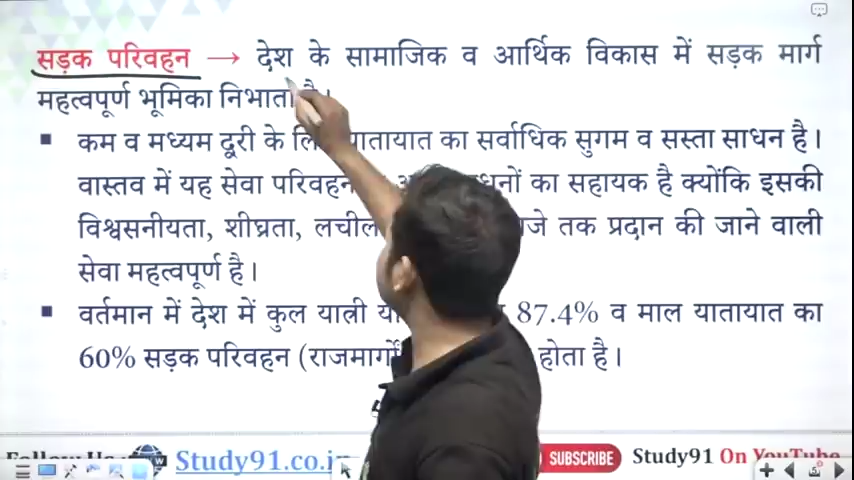 सड़क परिवहन → देश के सामाजिक व आर्थिक विकास में सड़क मार्ग
महत्वपूर्ण भूमिका निभाता है।
▪ कम व मध्यम दूरी के लि यातायात का सर्वाधिक सुगम व सस्ता साधन है।
वास्तव में यह सेवा परिवहन धनों का सहायक है क्योंकि इसकी
विश्वसनीयता, शीघ्रता, लचील जे तक प्रदान की जाने वाली
सेवा महत्वपूर्ण है।
▪ वर्तमान में देश में कुल यात्री या 87.4% व माल यातायात का
60% सड़क परिवहन (राजमार्गों होता है।
Follow Us Study91.co.in SUBSCRIBE Study91 On YouTube